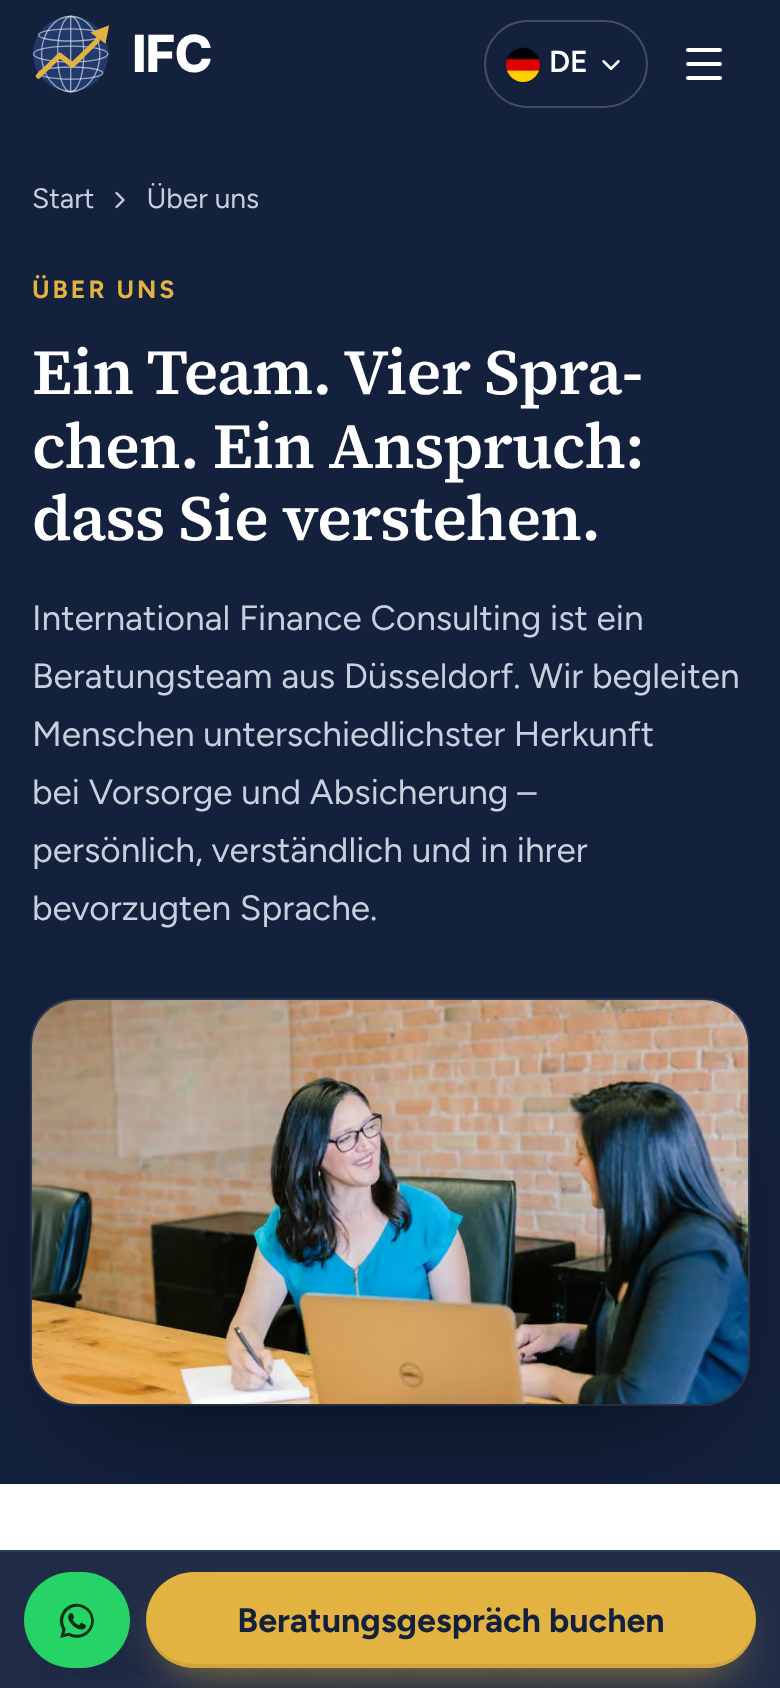 IFC
DE
Start > Über uns
ÜBER UNS
Ein Team. Vier Spra-
chen. Ein Anspruch:
dass Sie verstehen.
International Finance Consulting ist ein
Beratungsteam aus Düsseldorf. Wir begleiten
Menschen unterschiedlichster Herkunft
bei Vorsorge und Absicherung –
persönlich, verständlich und in ihrer
bevorzugten Sprache.
DELL
Beratungsgespräch buchen